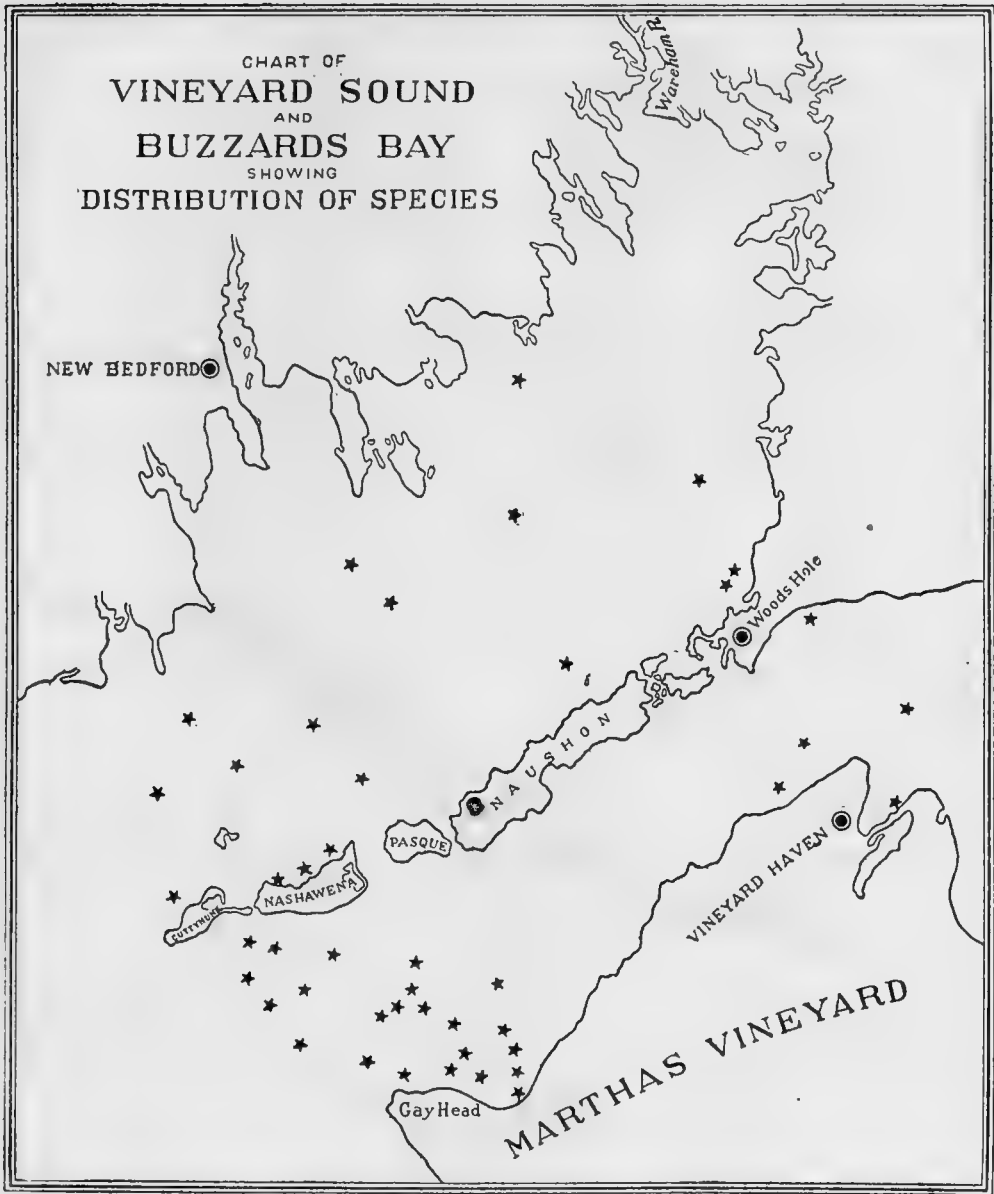 CHART OF
VINEYARD SOUND
AND
BUZZARDS BAY
SHOWING
DISTRIBUTION OF SPECIES
Wareham R
NEW BEDFORD
Woods Hole
NAUSHON
PASQUE
NASHAWENA
CUTTYHUNK
VINEYARD HAVEN
MARTHAS VINEYARD
Gay Head